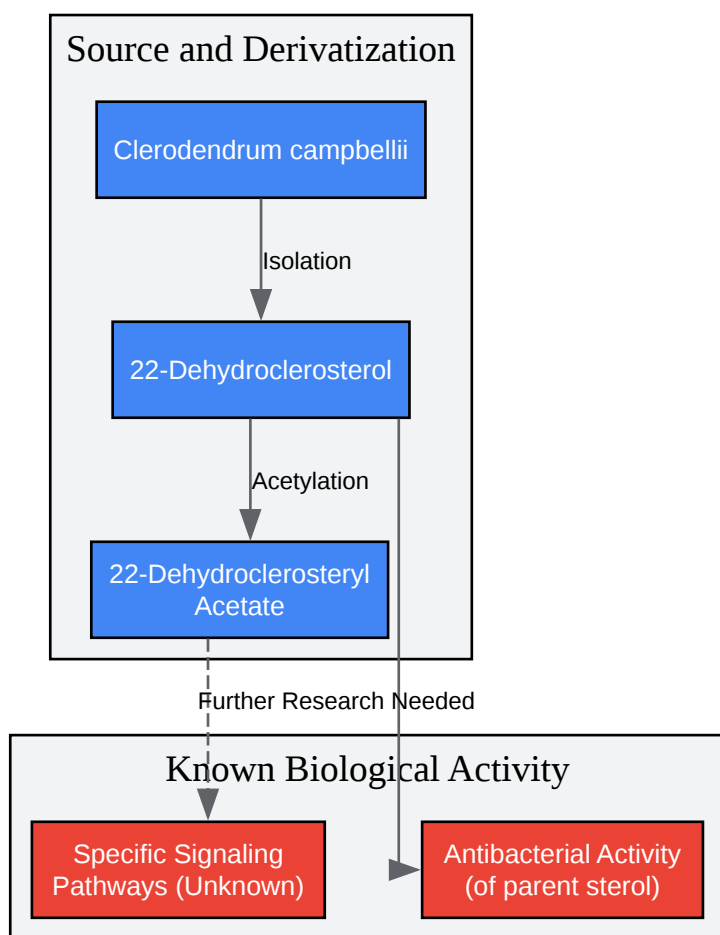 Source and Derivatization
Clerodendrum campbellii
Isolation
22-Dehydroclerosterol
Acetylation
22-Dehydroclerosteryl
Acetate
Further Research Needed
Known Biological Activity
Specific Signaling
Pathways (Unknown)
Antibacterial Activity
(of parent sterol)